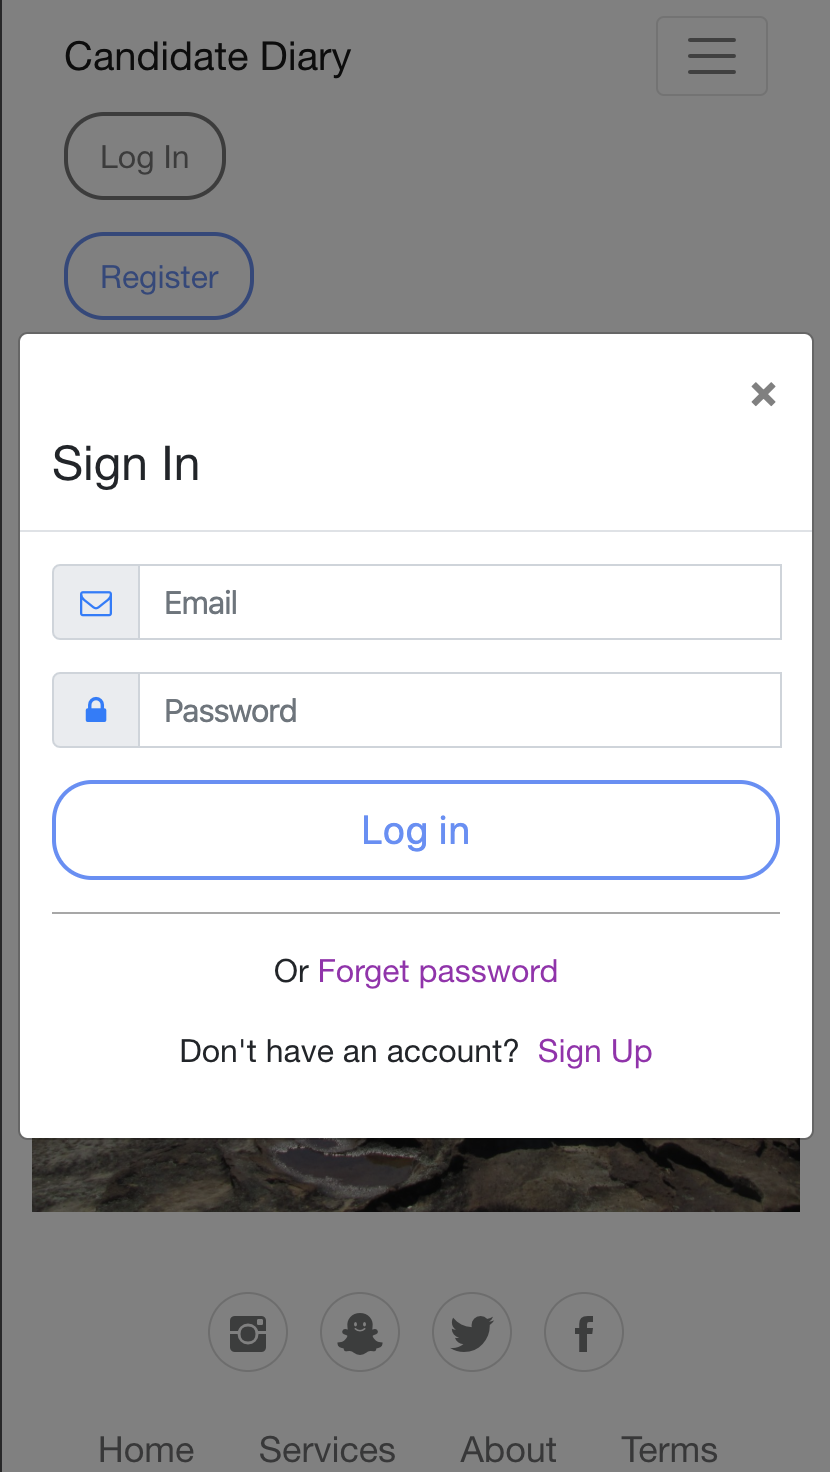 Candidate Diary
Log In
Register
×
Sign In
Email
Password
Log in
Or Forget password
Don't have an account? Sign Up
Home Services About Terms